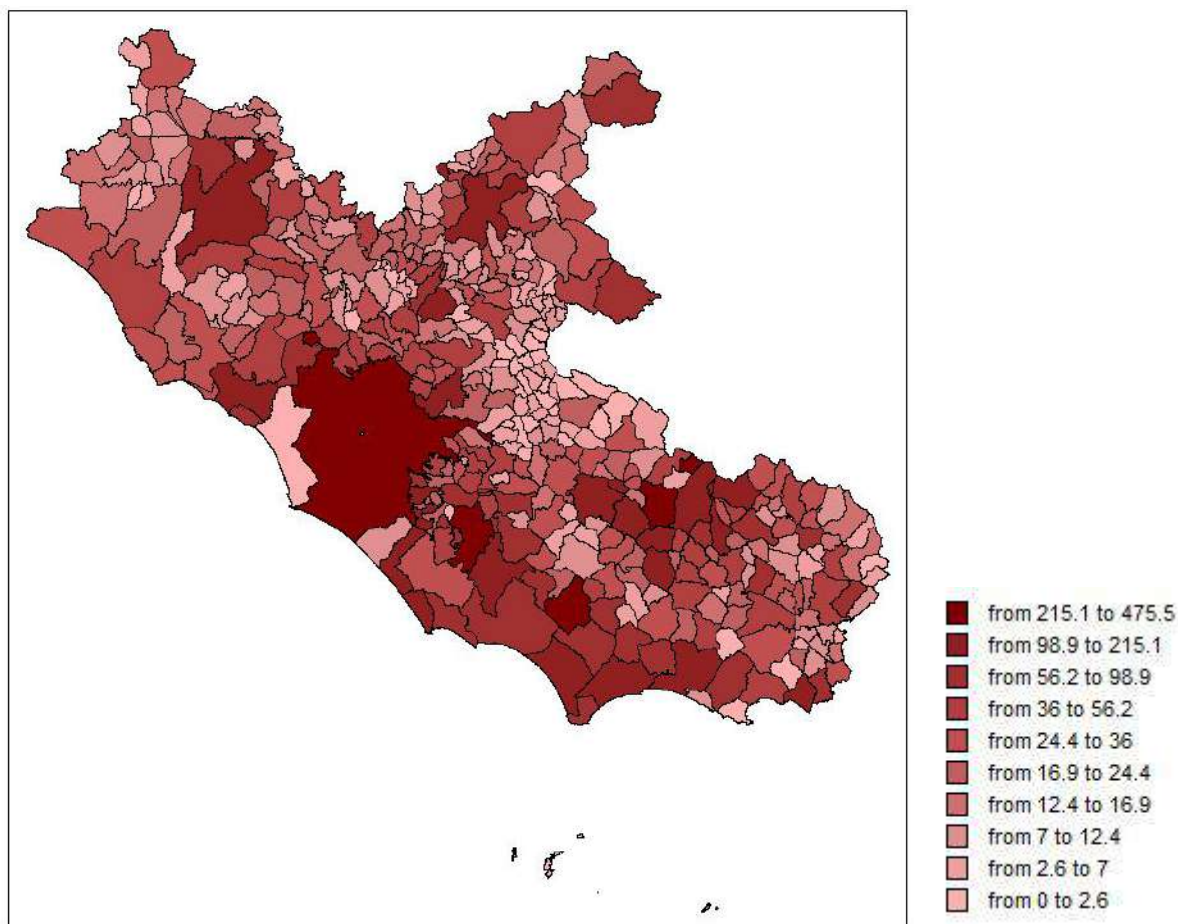 from 215.1 to 475.5
from 98.9 to 215.1
from 56.2 to 98.9
from 36 to 56.2
from 24.4 to 36
from 16.9 to 24.4
from 12.4 to 16.9
from 7 to 12.4
from 2.6 to 7
from 0 to 2.6